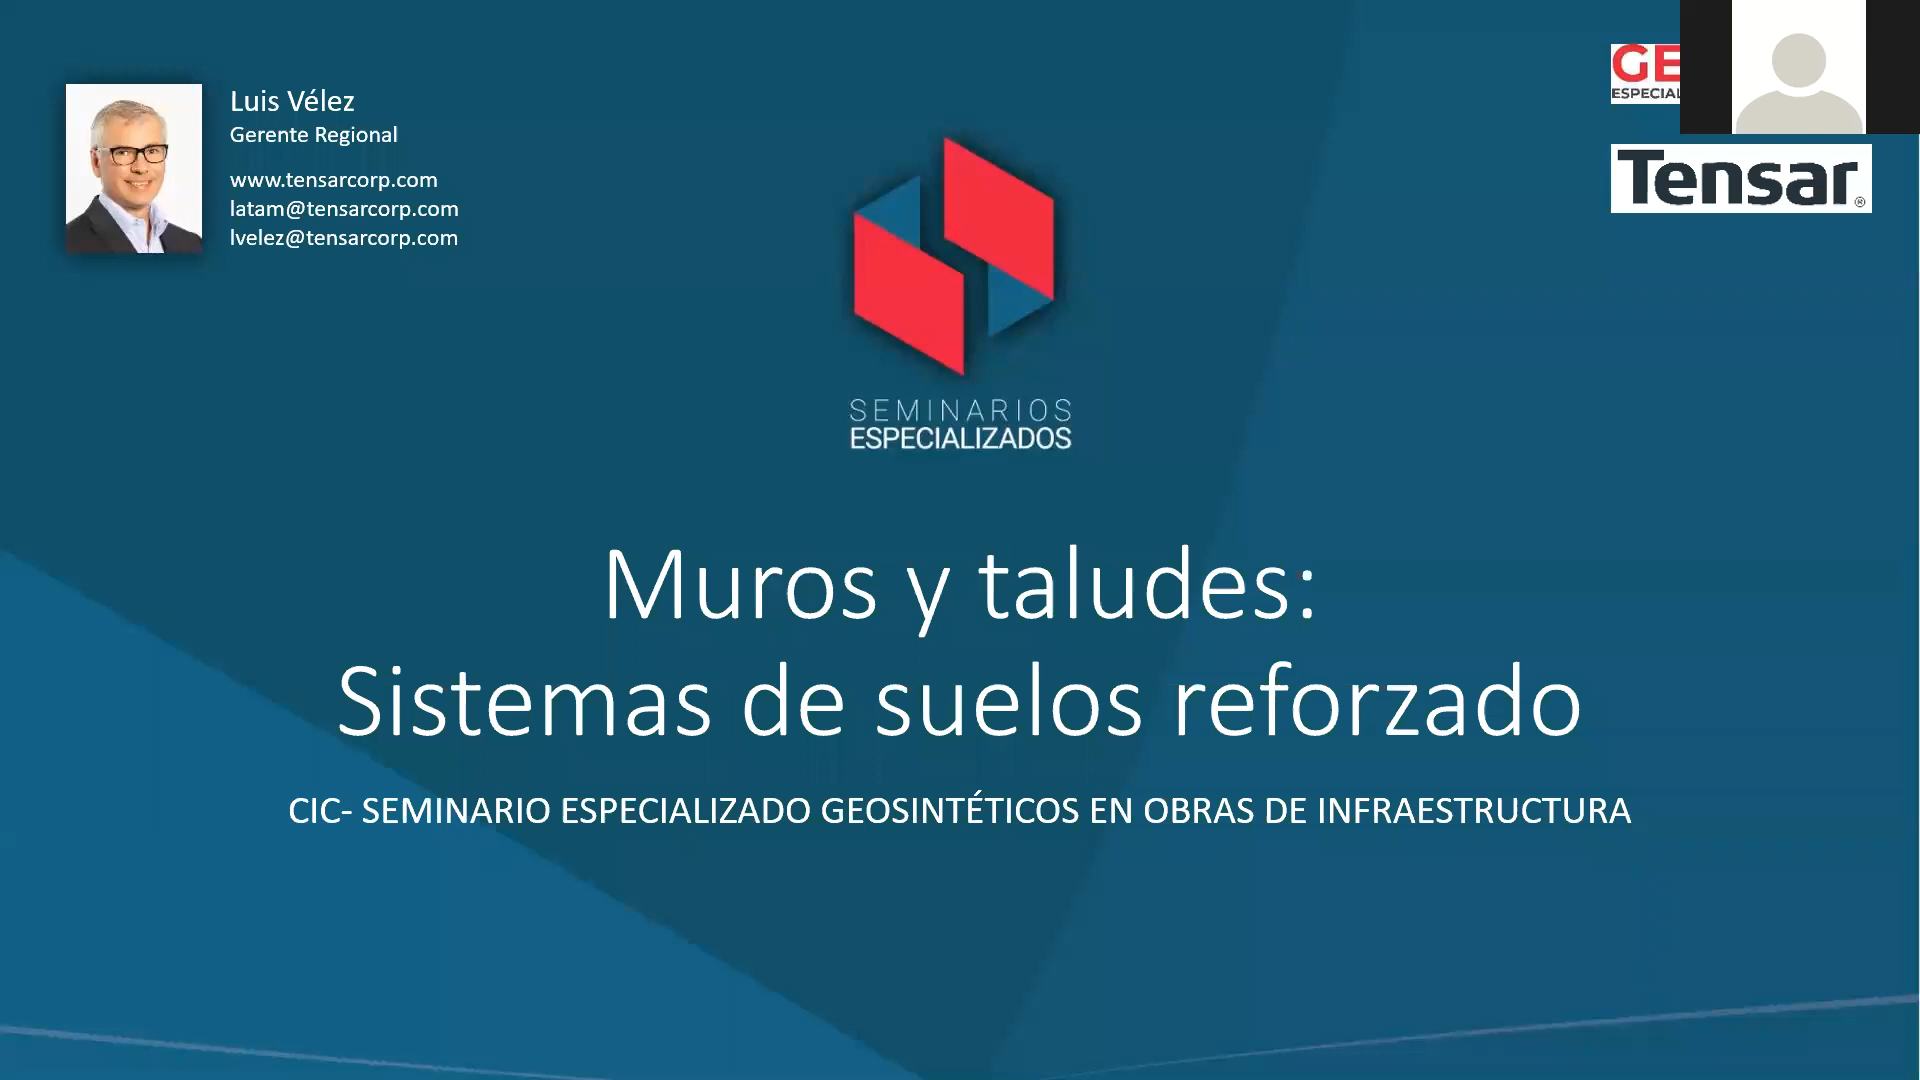 Luis Vélez
Gerente Regional
www.tensarcorp.com
latam@tensarcorp.com
lvelez@tensarcorp.com
Tensar®
SEMINARIOS
ESPECIALIZADOS
Muros y taludes:
Sistemas de suelos reforzado
CIC- SEMINARIO ESPECIALIZADO GEOSINTÉTICOS EN OBRAS DE INFRAESTRUCTURA